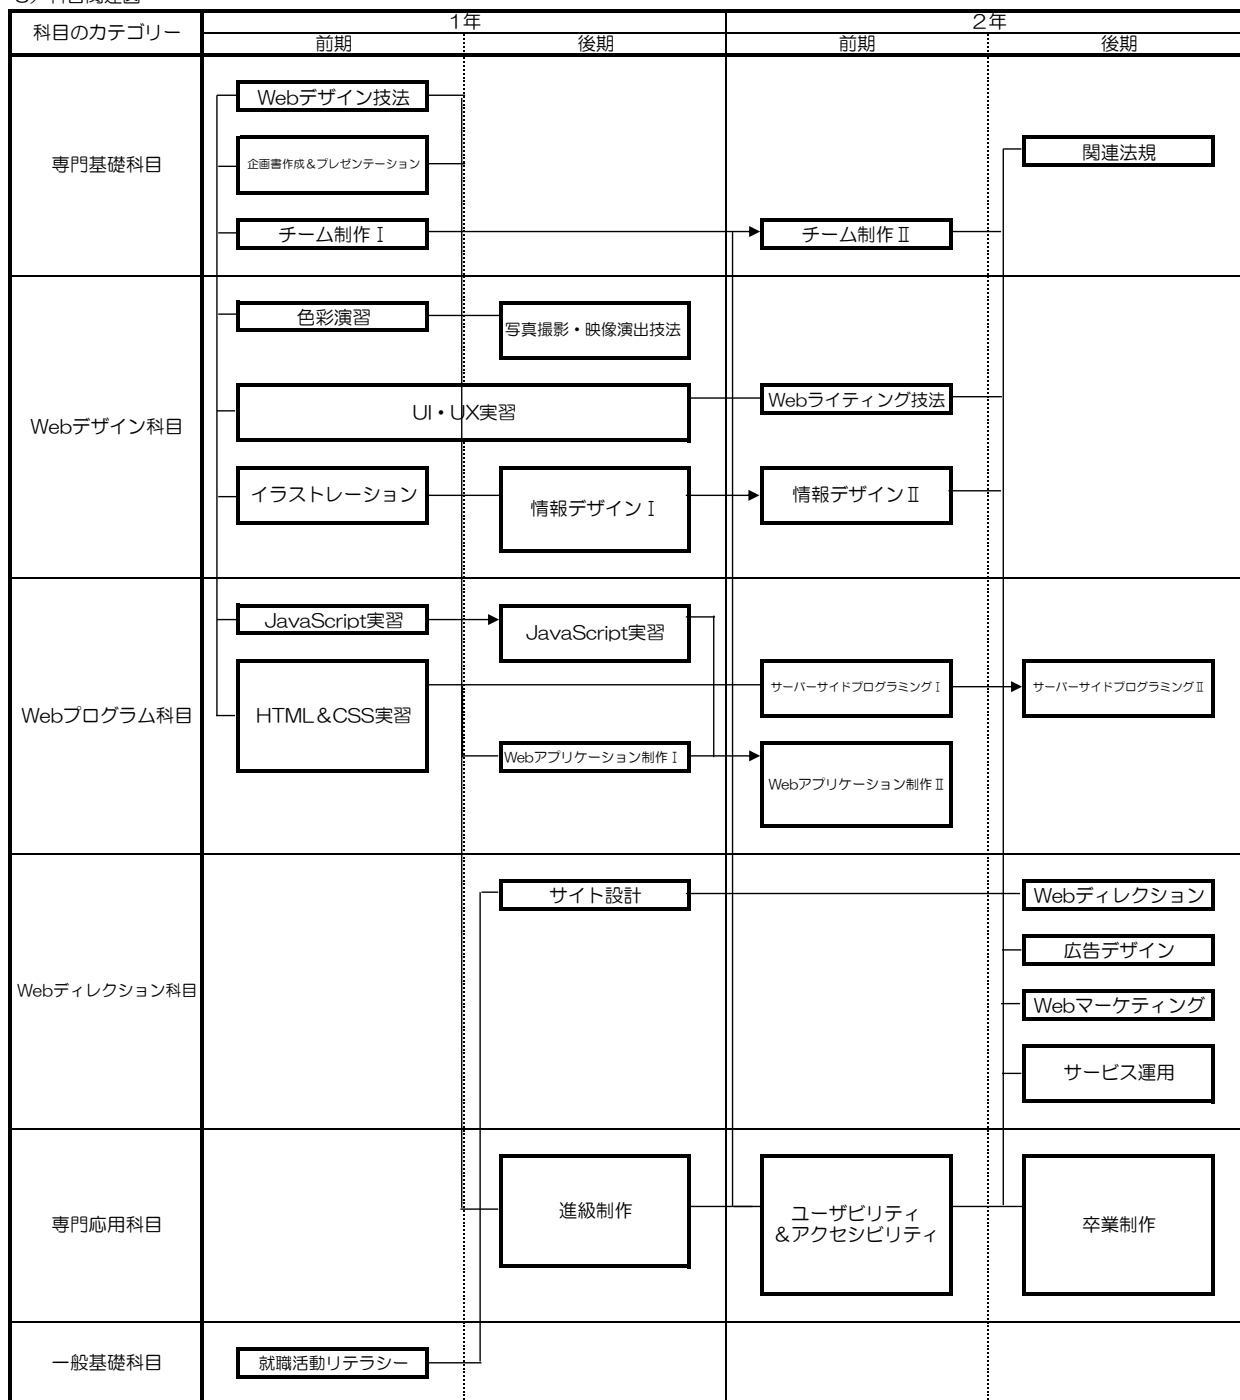 科目のカテゴリー
1年
2年
前期
後期
前期
後期
専門基礎科目
Webデザイン技法
企画書作成＆プレゼンテーション
関連法規
チーム制作Ⅰ
チーム制作Ⅱ
Webデザイン科目
色彩演習
写真撮影・映像演出技法
UI・UX実習
Webライティング技法
イラストレーション
情報デザインⅠ
情報デザインⅡ
Webプログラム科目
JavaScript実習
JavaScript実習
HTML＆CSS実習
サーバーサイドプログラミングⅠ
サーバーサイドプログラミングⅡ
Webアプリケーション制作Ⅰ
Webアプリケーション制作Ⅱ
Webディレクション科目
サイト設計
Webディレクション
広告デザイン
Webマーケティング
サービス運用
専門応用科目
進級制作
ユーザビリティ
＆アクセシビリティ
卒業制作
一般基礎科目
就職活動リテラシー